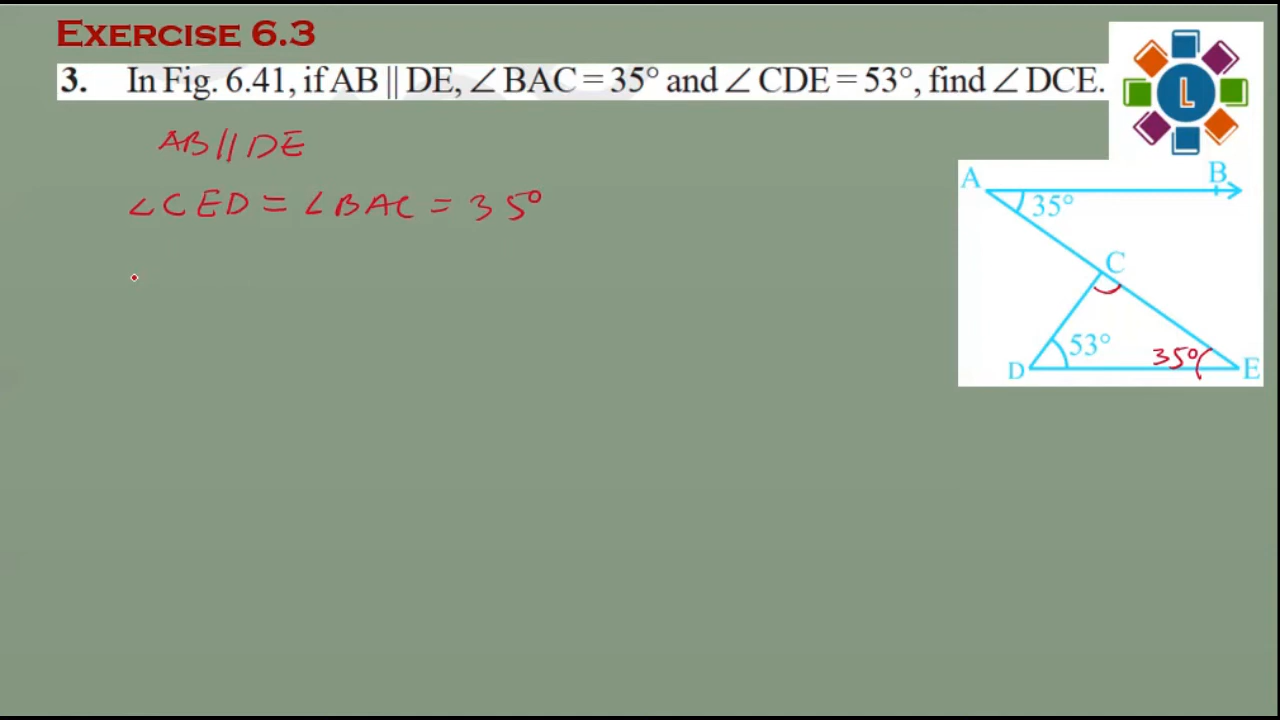 EXERCISE 6.3
3. In Fig. 6.41, if AB || DE, ∠ BAC = 35° and ∠ CDE = 53°, find ∠ DCE.
L
AB // DE
∠CED = ∠BAC = 35°
A
B
35°
C
53°
35°
D
E